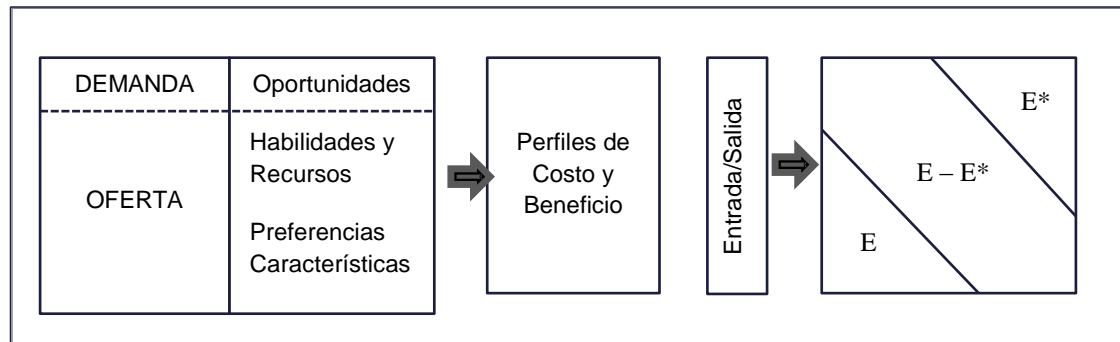 DEMANDA
Oportunidades
OFERTA
Habilidades y
Recursos
Preferencias
Características
Perfiles de
Costo y
Beneficio
Entrada/Salida
E*
E – E*
E